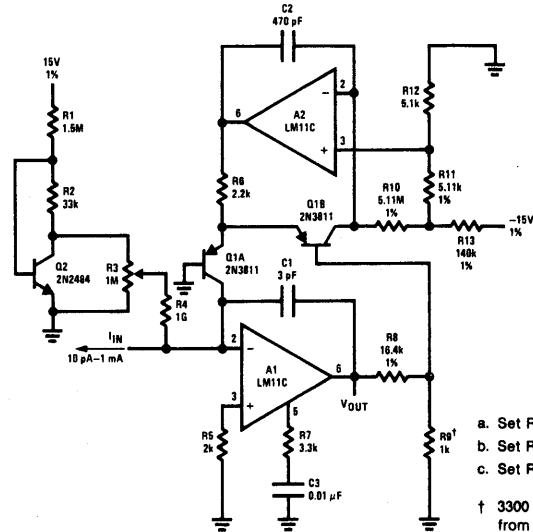 C2
470 pF
15V
1%
R1
1.5M
R2
33k
Q2
2N2484
R3
1M
R4
1G
I_IN
10 pA–1 mA
6
A2
LM11C
2
−
3
+
R6
2.2k
Q1B
2N3811
Q1A
2N3811
C1
3 pF
R12
5.1k
R11
5.11k
1%
R10
5.11M
1%
−15V
1%
R13
140k
1%
2
−
A1
LM11C
3
+
6
5
R5
2k
R7
3.3k
C3
0.01 µF
V_OUT
R8
16.4k
1%
R9†
1k
a. Set R
b. Set R
c. Set R
† 3300
from